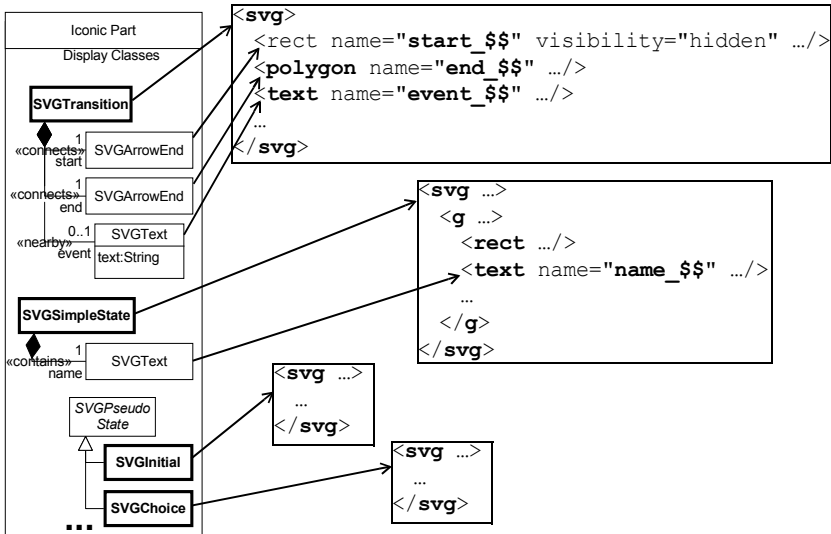 Iconic Part
Display Classes
SVGTransition
«connects»
1
start
SVGArrowEnd
«connects»
1
end
SVGArrowEnd
«nearby»
0..1
event
SVGText
text:String
SVGSimpleState
«contains»
1
name
SVGText
SVGPseudo
State
SVGInitial
SVGChoice
...
<svg>
<rect name="start_$$" visibility="hidden" …/>
<polygon name="end_$$" …/>
<text name="event_$$" …/>
…
</svg>
<svg …>
<g …>
<rect …/>
<text name="name_$$" …/>
…
</g>
</svg>
<svg …>
…
</svg>
<svg …>
…
</svg>